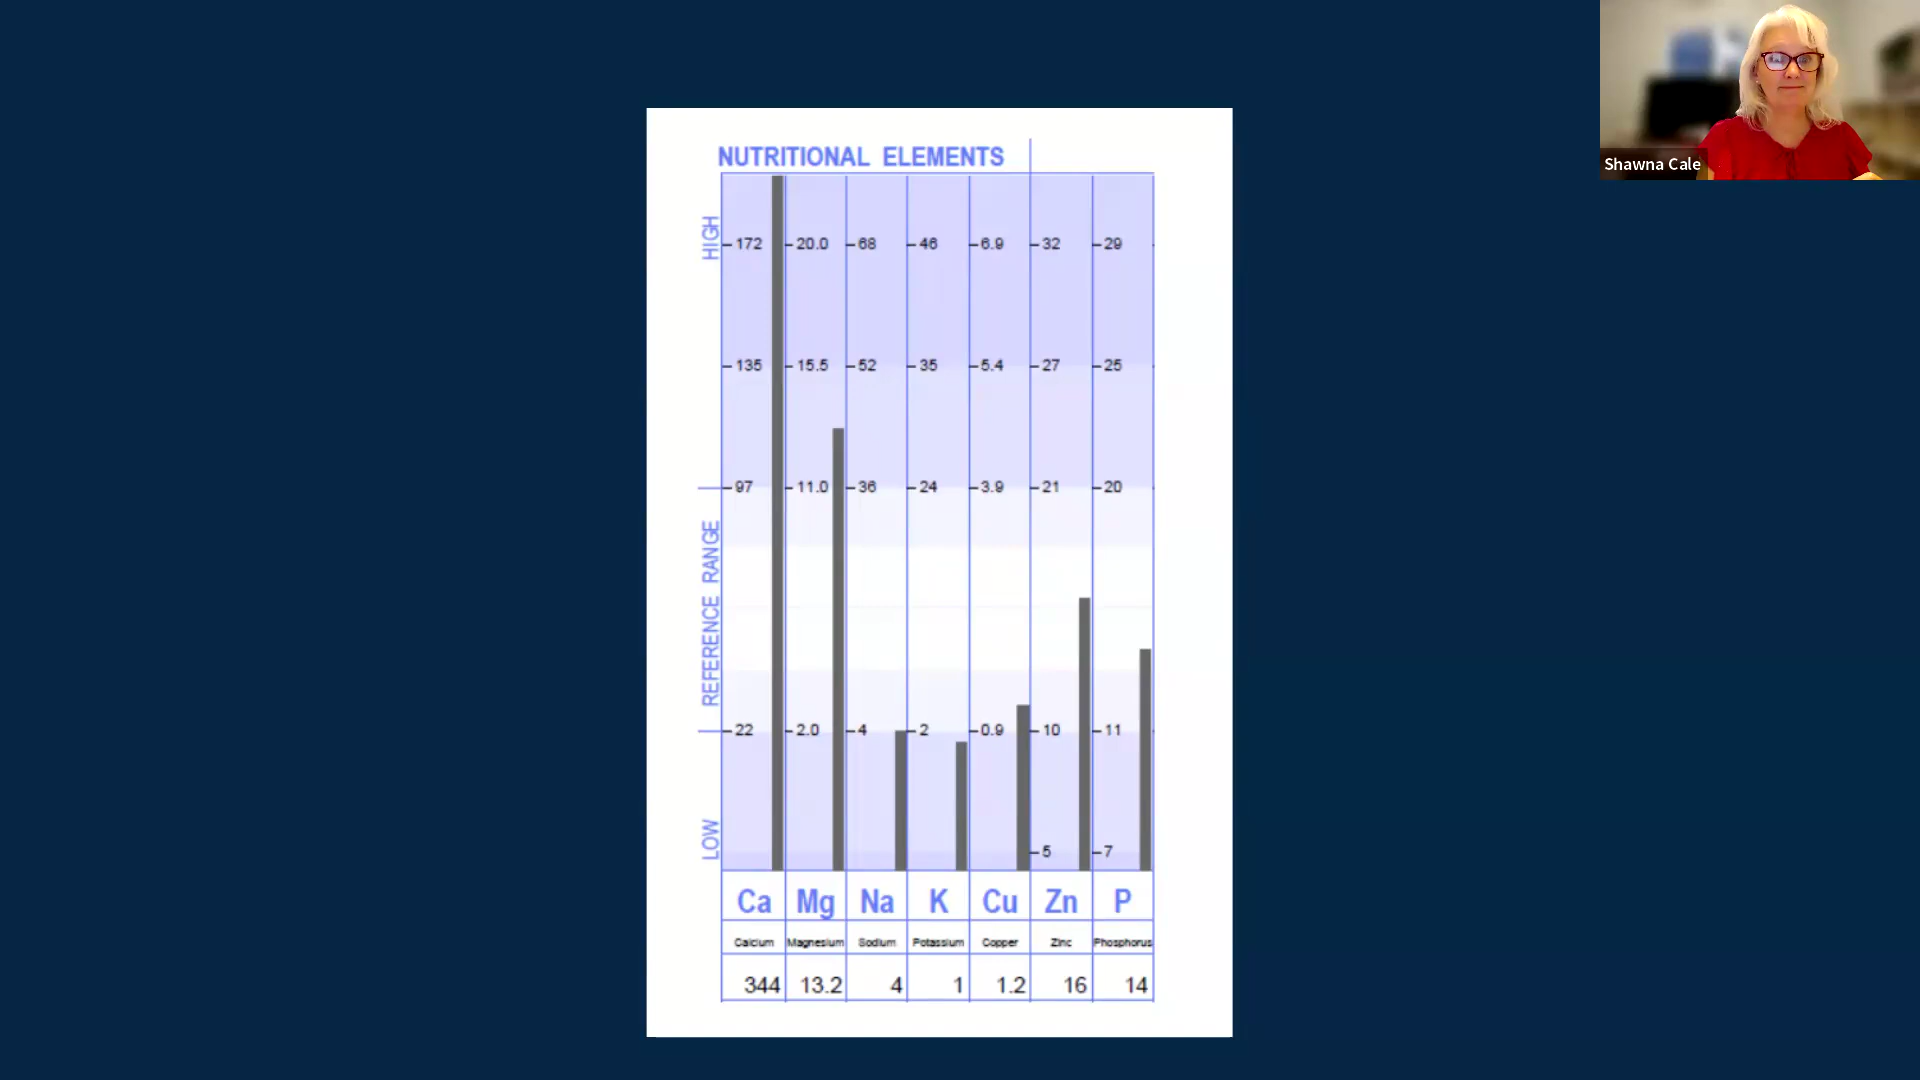 Shawna Cale
NUTRITIONAL ELEMENTS
HIGH
172 20.0 68 46 6.9 32 29
135 15.5 52 35 5.4 27 25
97 11.0 36 24 3.9 21 20
REFERENCE RANGE
22 2.0 4 2 0.9 10 11
LOW
5 7
Ca Mg Na K Cu Zn P
Calcium Magnesium Sodium Potassium Copper Zinc Phosphorus
344 13.2 4 1 1.2 16 14